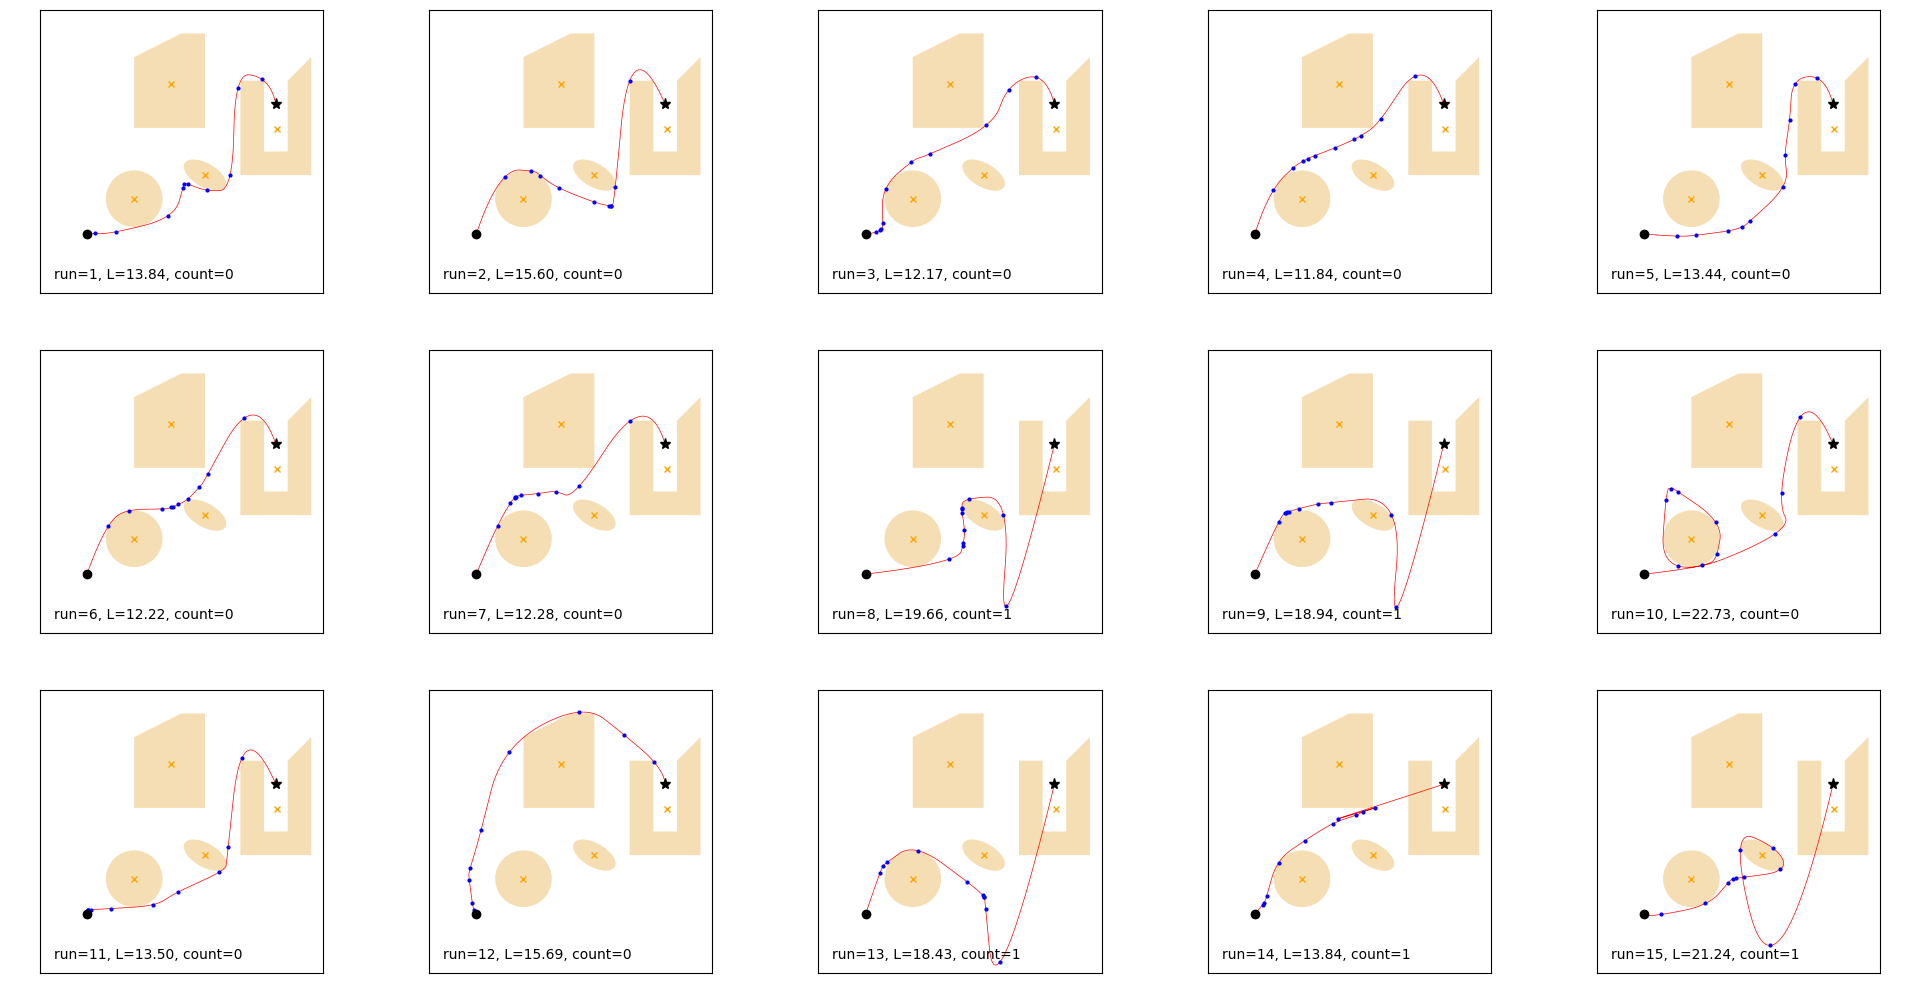 run=1, L=13.84, count=0
run=2, L=15.60, count=0
run=3, L=12.17, count=0
run=4, L=11.84, count=0
run=5, L=13.44, count=0
run=6, L=12.22, count=0
run=7, L=12.28, count=0
run=8, L=19.66, count=1
run=9, L=18.94, count=1
run=10, L=22.73, count=0
run=11, L=13.50, count=0
run=12, L=15.69, count=0
run=13, L=18.43, count=1
run=14, L=13.84, count=1
run=15, L=21.24, count=1